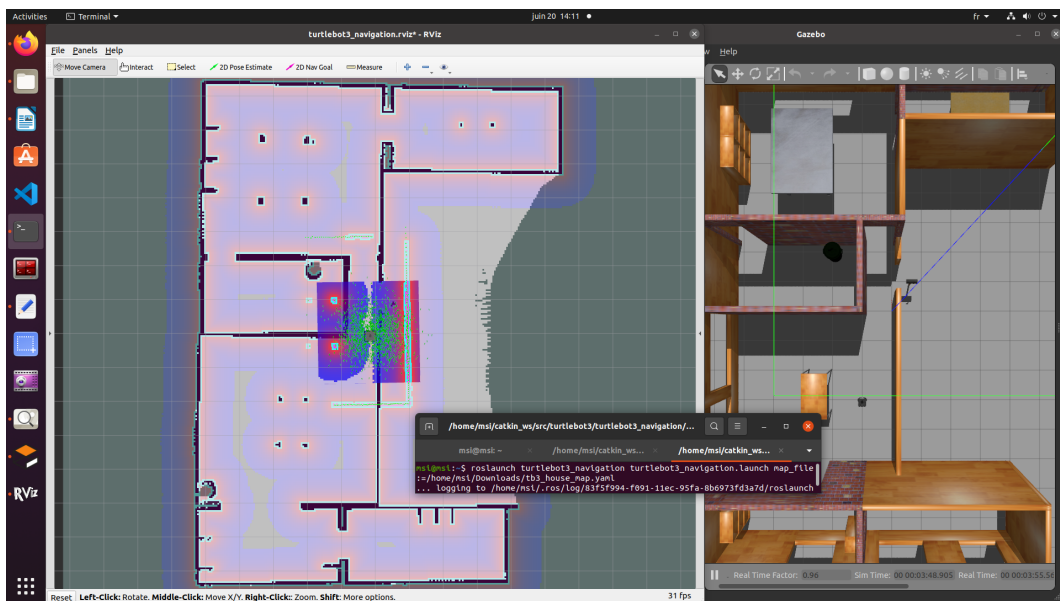 Activities Terminal juin 20 14:11 fr
turtlebot3_navigation.rviz* - RViz
Gazebo
File Panels Help
w Help
Move Camera Interact Select 2D Pose Estimate 2D Nav Goal Measure
/home/msi/catkin_ws/src/turtlebot3/turtlebot3_navigation/...
msi@msi: ~ /home/msi/catkin_ws... /home/msi/catkin_ws...
msi@msi:~$ roslaunch turtlebot3_navigation turtlebot3_navigation.launch map_file
:=/home/msi/Downloads/tb3_house_map.yaml
... logging to /home/msi/.ros/log/83f5f994-f091-11ec-95fa-8b6973fd3a7d/roslaunch
RViz
Real Time Factor: 0.96 Sim Time: 00 00:03:48.905 Real Time: 00 00:03:55.56
Reset Left-Click: Rotate. Middle-Click: Move X/Y. Right-Click:: Zoom. Shift: More options. 31 fps